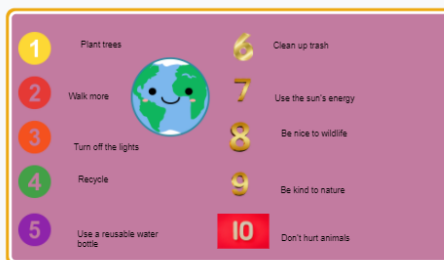 1 Plant trees
2 Walk more
3 Turn off the lights
4 Recycle
5 Use a reusable water
bottle
6 Clean up trash
7 Use the sun's energy
8 Be nice to wildlife
9 Be kind to nature
10 Don't hurt animals